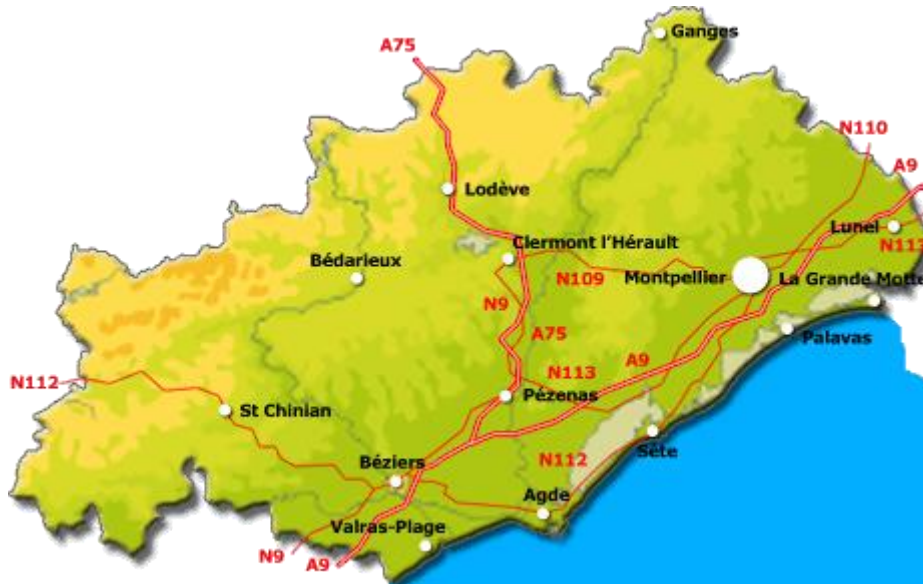 Ganges
A75
N110
A9
Lodève
Lunel
Clermont l'Hérault
N113
Bédarieux
N109
Montpellier
La Grande Motte
N9
A75
Palavas
A9
N113
N112
Pézenas
St Chinian
Sète
Béziers
N112
Agde
Valras-Plage
N9
A9